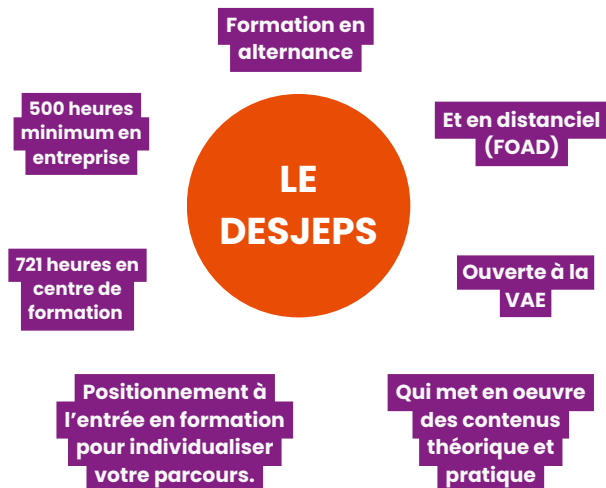 Formation en
alternance
500 heures
minimum en
entreprise
Et en distanciel
(FOAD)
LE
DESJEPS
721 heures en
centre de
formation
Ouverte à la
VAE
Positionnement à
l'entrée en formation
pour individualiser
votre parcours.
Qui met en oeuvre
des contenus
théorique et
pratique